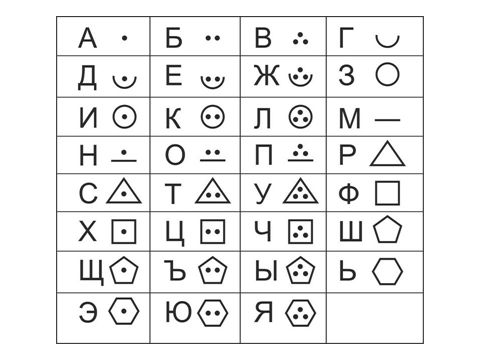 А Б В Г
Д Е Ж З
И К Л М
Н О П Р
С Т У Ф
Х Ц Ч Ш
Щ Ъ Ы Ь
Э Ю Я